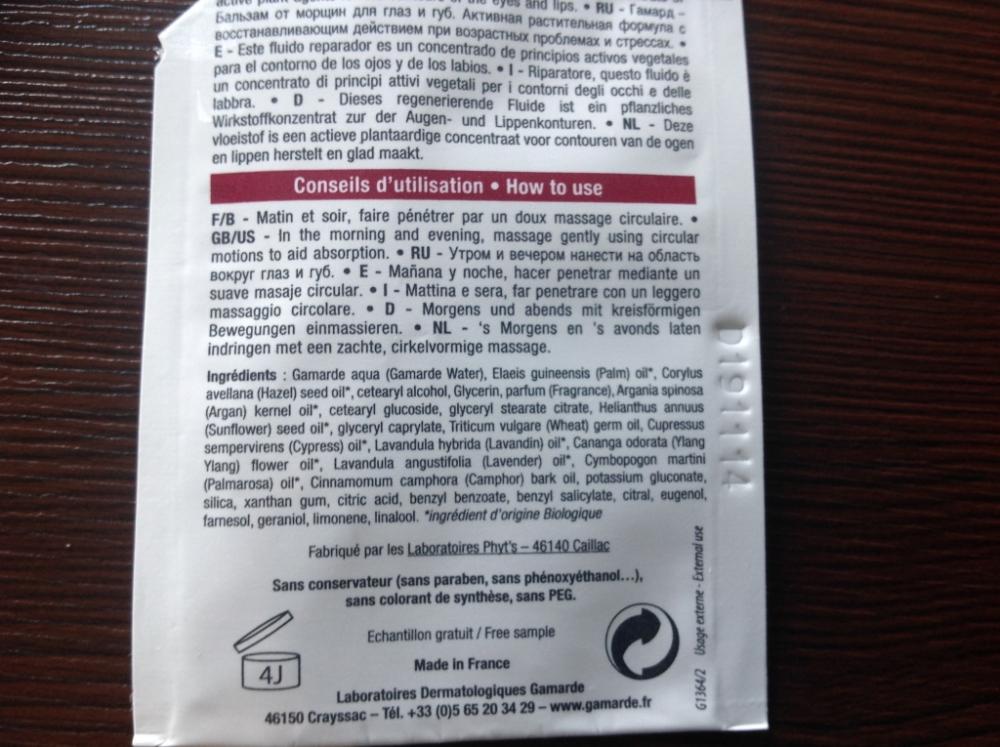 eyes and lips. • RU - Гамард -
Бальзам от морщин для глаз и губ. Активная растительная формула с
восстанавливающим действием при возрастных проблемах и стрессах. •
E - Este fluido reparador es un concentrado de principios activos vegetales
para el contorno de los ojos y de los labios. • I - Riparatore, questo fluido è
un concentrato di principi attivi vegetali per i contorni degli occhi e delle
labbra. • D - Dieses regenerierende Fluide ist ein pflanzliches
Wirkstoffkonzentrat zur der Augen- und Lippenkonturen. • NL - Deze
vloeistof is een actieve plantaardige concentraat voor contouren van de ogen
en lippen herstelt en glad maakt.
Conseils d'utilisation • How to use
F/B - Matin et soir, faire pénétrer par un doux massage circulaire. •
GB/US - In the morning and evening, massage gently using circular
motions to aid absorption. • RU - Утром и вечером нанести на область
вокруг глаз и губ. • E - Mañana y noche, hacer penetrar mediante un
suave masaje circular. • I - Mattina e sera, far penetrare con un leggero
massaggio circolare. • D - Morgens und abends mit kreisförmigen
Bewegungen einmassieren. • NL - 's Morgens en 's avonds laten
indringen met een zachte, cirkelvormige massage.
Ingrédients : Gamarde aqua (Gamarde Water), Elaeis guineensis (Palm) oil*, Corylus
avellana (Hazel) seed oil*, cetearyl alcohol, Glycerin, parfum (Fragrance), Argania spinosa
(Argan) kernel oil*, cetearyl glucoside, glyceryl stearate citrate, Helianthus annuus
(Sunflower) seed oil*, glyceryl caprylate, Triticum vulgare (Wheat) germ oil, Cupressus
sempervirens (Cypress) oil*, Lavandula hybrida (Lavandin) oil*, Cananga odorata (Ylang
Ylang) flower oil*, Lavandula angustifolia (Lavender) oil*, Cymbopogon martini
(Palmarosa) oil*, Cinnamomum camphora (Camphor) bark oil, potassium gluconate,
silica, xanthan gum, citric acid, benzyl benzoate, benzyl salicylate, citral, eugenol,
farnesol, geraniol, limonene, linalool. *ingrédient d'origine Biologique
Fabriqué par les Laboratoires Phyt's – 46140 Caillac
Sans conservateur (sans paraben, sans phénoxyéthanol...),
sans colorant de synthèse, sans PEG.
Echantillon gratuit / Free sample
4J
Made in France
Laboratoires Dermatologiques Gamarde
46150 Crayssac – Tél. +33 (0)5 65 20 34 29 – www.gamarde.fr
G1364/2 Usage externe - External use
D191114